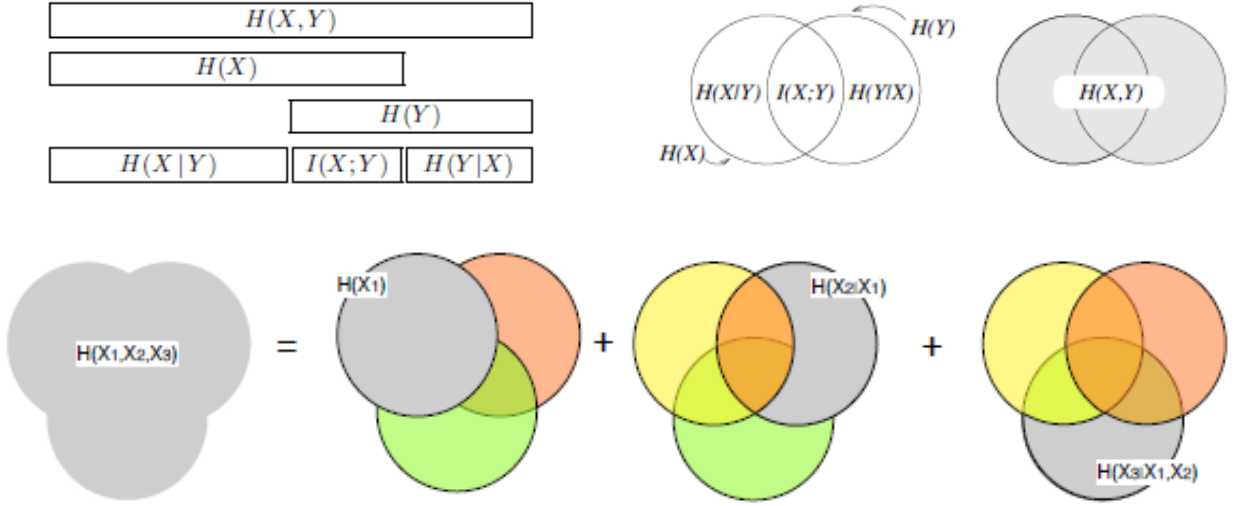 H(X,Y)
H(X)
H(Y)
H(X|Y) I(X;Y) H(Y|X)
H(Y)
H(X|Y) I(X;Y) H(Y|X)
H(X)
H(X,Y)
H(X1,X2,X3)
=
H(X1)
+
H(X2|X1)
+
H(X3|X1,X2)